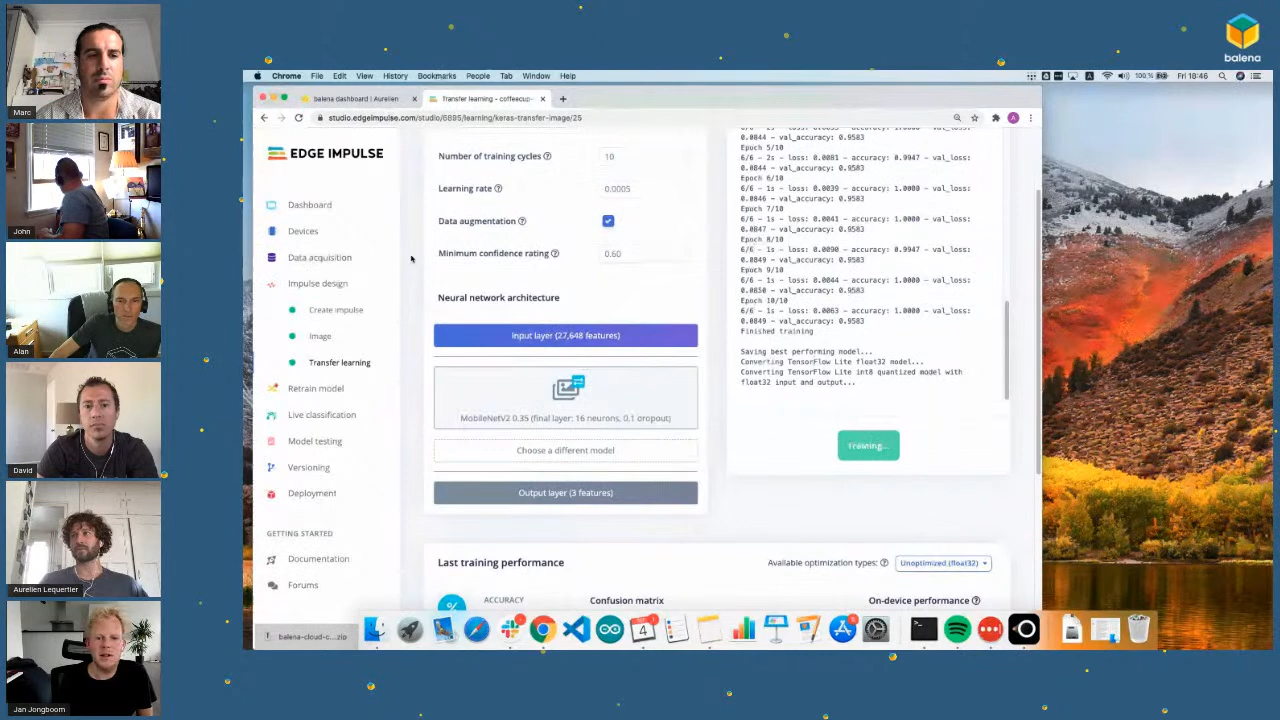 Marc
John
Alan
David
Aurelien Lequertier
Jan Jongboom
balena
Chrome File Edit View History Bookmarks People Tab Window Help
100 % Fri 18:46
balena dashboard | Aurelien
Transfer learning - coffeecup-
studio.edgeimpulse.com/studio/6895/learning/keras-transfer-image/25
A
EDGE IMPULSE
Dashboard
Devices
Data acquisition
Impulse design
Create impulse
Image
Transfer learning
Retrain model
Live classification
Model testing
Versioning
Deployment
GETTING STARTED
Documentation
Forums
Number of training cycles
10
Learning rate
0.0005
Data augmentation
Minimum confidence rating
0.60
Neural network architecture
Input layer (27,648 features)
MobileNetV2 0.35 (final layer: 16 neurons, 0.1 dropout)
Choose a different model
Output layer (3 features)
0.0844 - val_accuracy: 0.9583
Epoch 5/10
6/6 - 2s - loss: 0.0081 - accuracy: 0.9947 - val_loss:
0.0844 - val_accuracy: 0.9583
Epoch 6/10
6/6 - 1s - loss: 0.0039 - accuracy: 1.0000 - val_loss:
0.0846 - val_accuracy: 0.9583
Epoch 7/10
6/6 - 1s - loss: 0.0041 - accuracy: 1.0000 - val_loss:
0.0847 - val_accuracy: 0.9583
Epoch 8/10
6/6 - 1s - loss: 0.0090 - accuracy: 0.9947 - val_loss:
0.0849 - val_accuracy: 0.9583
Epoch 9/10
6/6 - 1s - loss: 0.0044 - accuracy: 1.0000 - val_loss:
0.0850 - val_accuracy: 0.9583
Epoch 10/10
6/6 - 1s - loss: 0.0063 - accuracy: 1.0000 - val_loss:
0.0849 - val_accuracy: 0.9583
Finished training
Saving best performing model...
Converting TensorFlow Lite float32 model...
Converting TensorFlow Lite int8 quantized model with
float32 input and output...
Training...
Last training performance
Available optimization types:
Unoptimized (float32)
%
ACCURACY
Confusion matrix
On-device performance
balena-cloud-c....zip
4